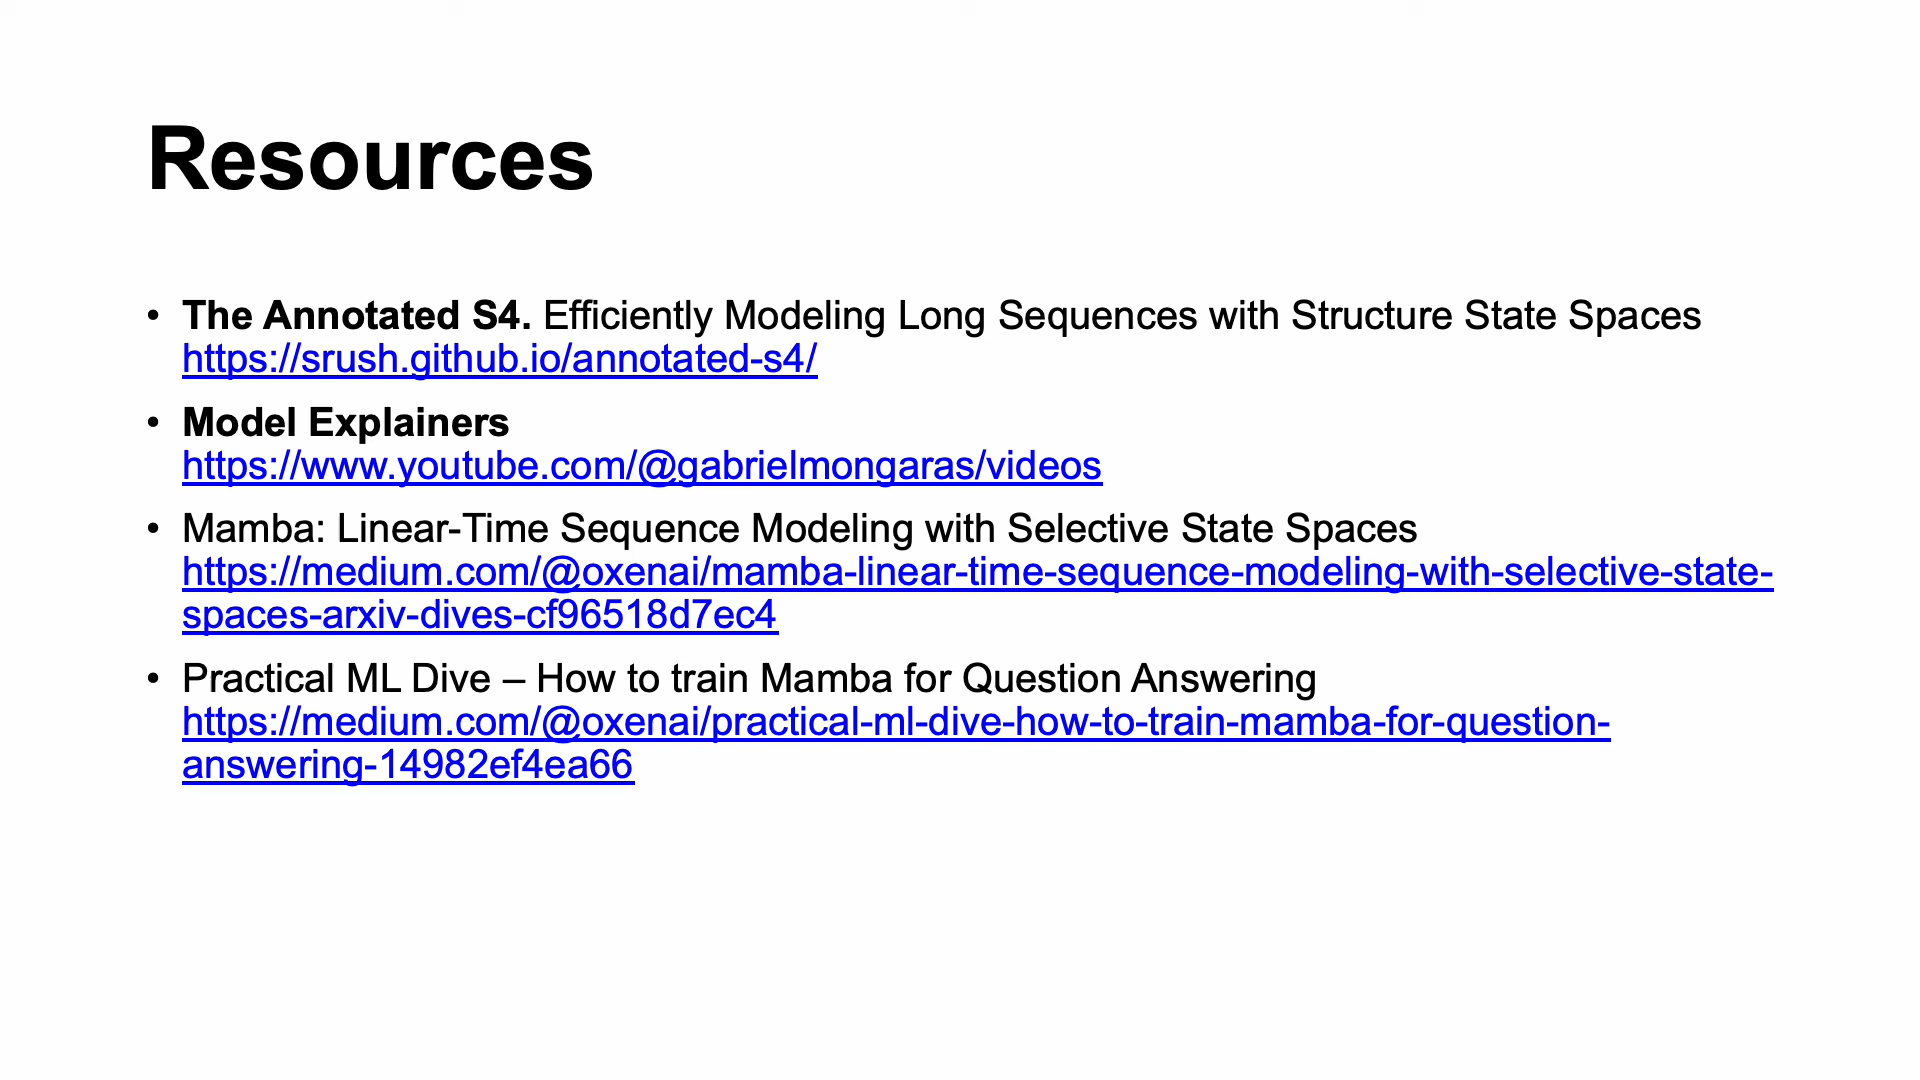 Resources
• The Annotated S4. Efficiently Modeling Long Sequences with Structure State Spaces
https://srush.github.io/annotated-s4/
• Model Explainers
https://www.youtube.com/@gabrielmongaras/videos
• Mamba: Linear-Time Sequence Modeling with Selective State Spaces
https://medium.com/@oxenai/mamba-linear-time-sequence-modeling-with-selective-state-
spaces-arxiv-dives-cf96518d7ec4
• Practical ML Dive – How to train Mamba for Question Answering
https://medium.com/@oxenai/practical-ml-dive-how-to-train-mamba-for-question-
answering-14982ef4ea66